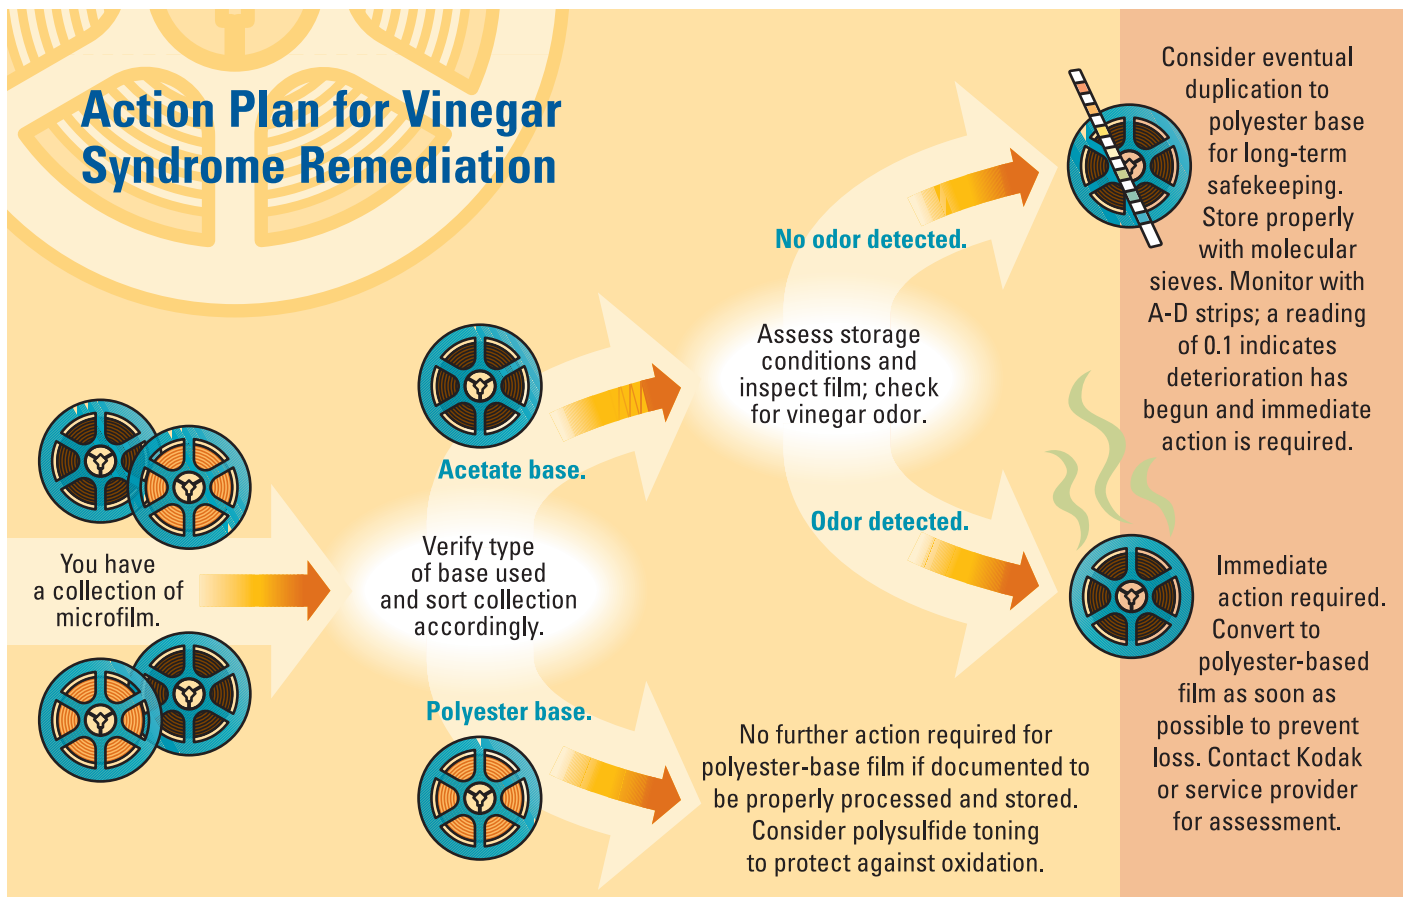 Action Plan for Vinegar
Syndrome Remediation
You have
a collection of
microfilm.
Verify type
of base used
and sort collection
accordingly.
Acetate base.
Polyester base.
Assess storage
conditions and
inspect film; check
for vinegar odor.
No further action required for
polyester-base film if documented to
be properly processed and stored.
Consider polysulfide toning
to protect against oxidation.
No odor detected.
Odor detected.
Consider eventual
duplication to
polyester base
for long-term
safekeeping.
Store properly
with molecular
sieves. Monitor with
A-D strips; a reading
of 0.1 indicates
deterioration has
begun and immediate
action is required.
Immediate
action required.
Convert to
polyester-based
film as soon as
possible to prevent
loss. Contact Kodak
or service provider
for assessment.